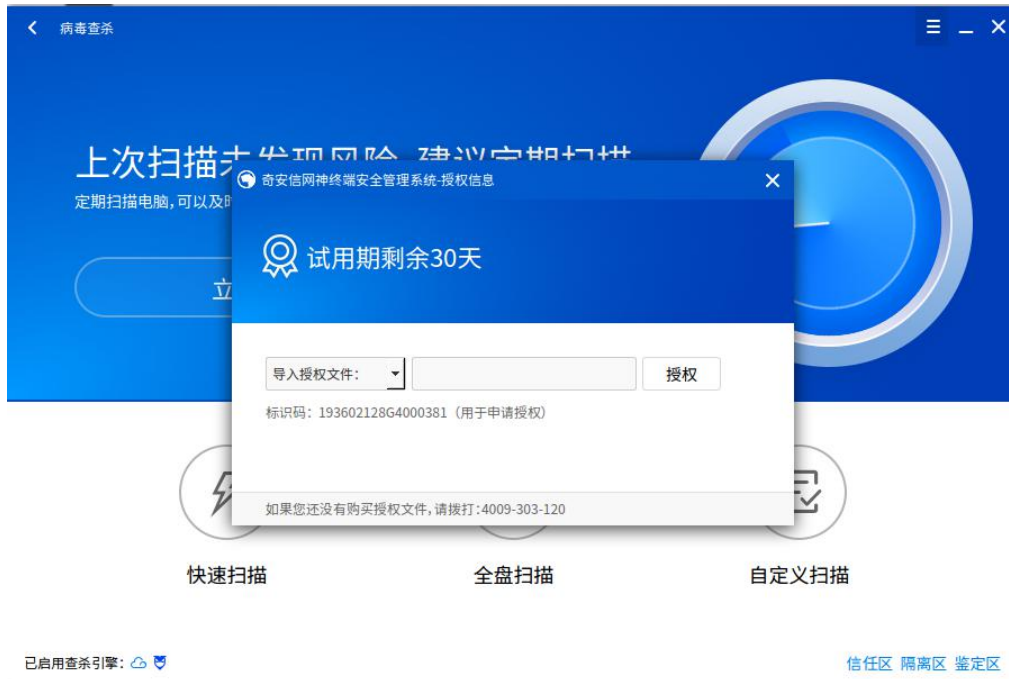 病毒查杀
上次扫描未发现风险,建议定期扫描
定期扫描电脑,可以及时
立
奇安信网神终端安全管理系统-授权信息
试用期剩余30天
导入授权文件:
授权
标识码: 193602128G4000381 (用于申请授权)
如果您还没有购买授权文件,请拨打:4009-303-120
快速扫描
全盘扫描
自定义扫描
已启用查杀引擎:
信任区 隔离区 鉴定区